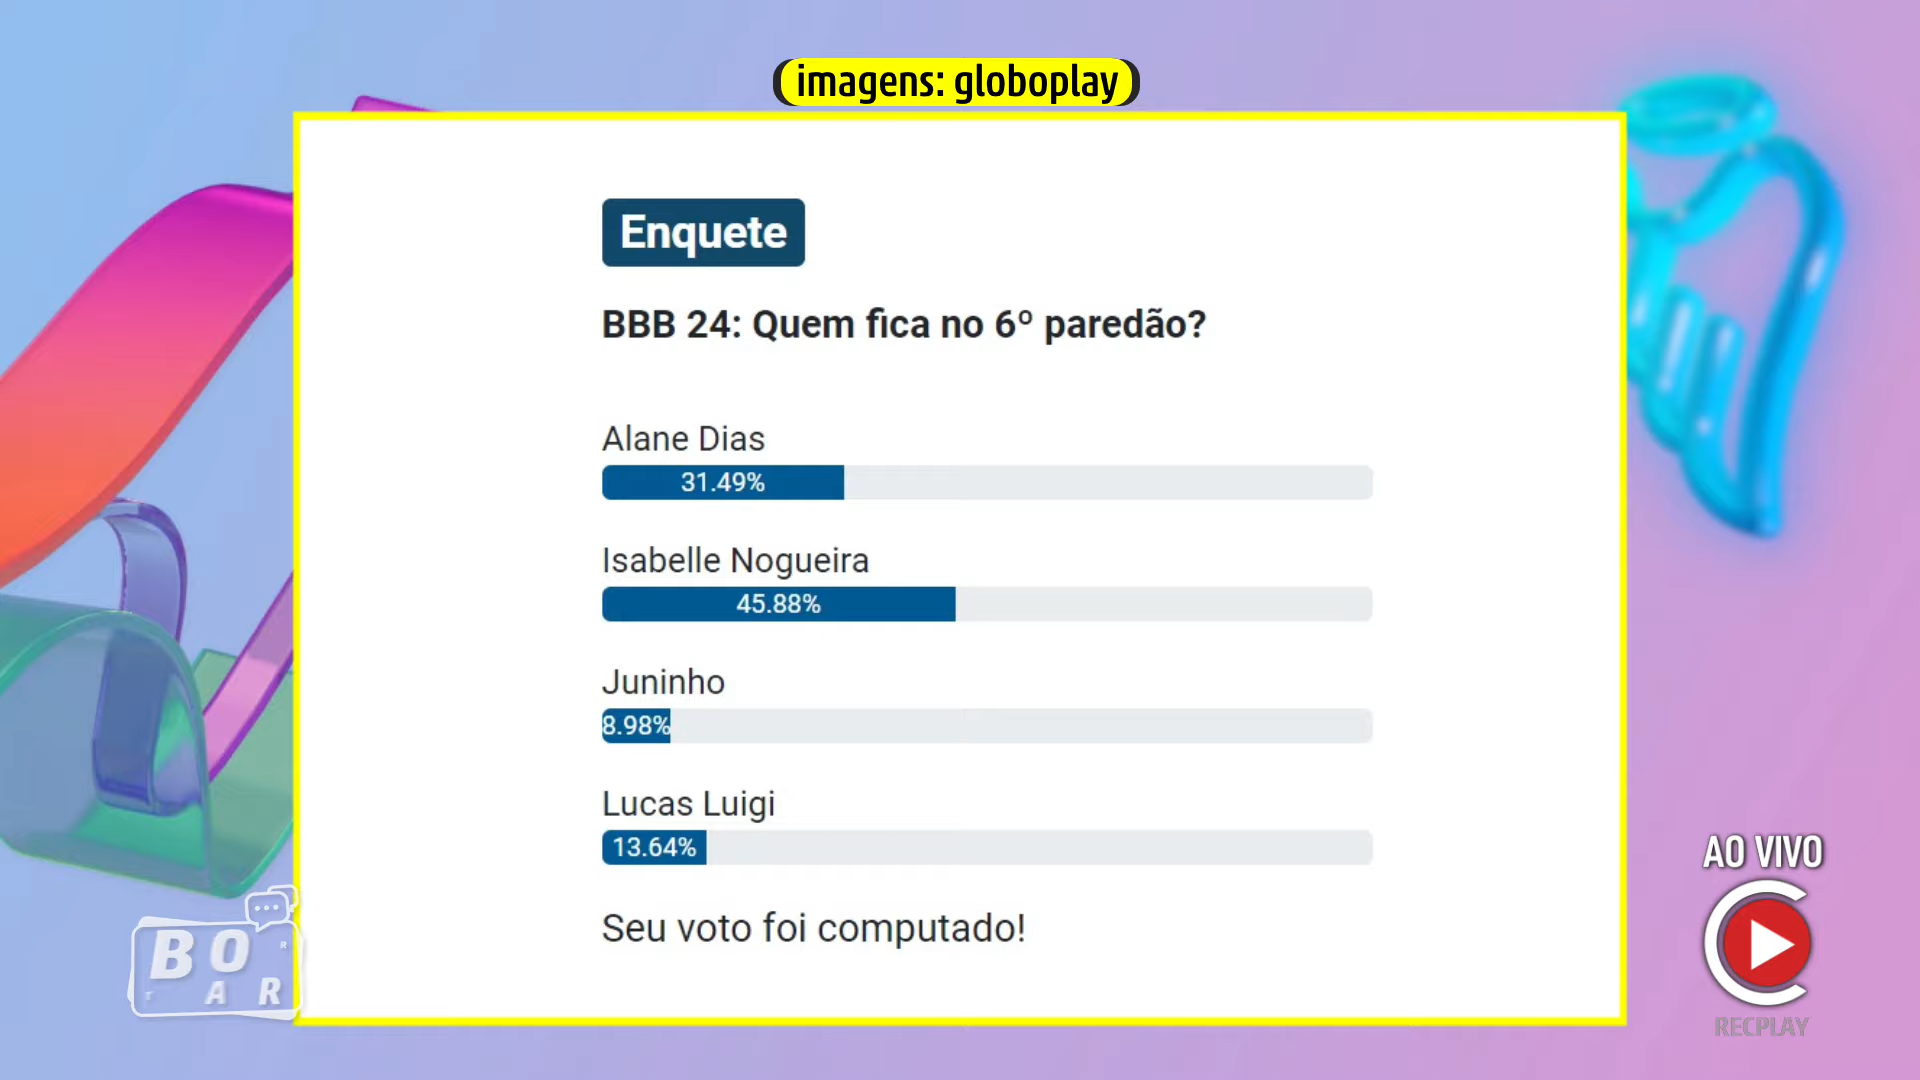 imagens: globoplay
Enquete
BBB 24: Quem fica no 6º paredão?
Alane Dias
31.49%
Isabelle Nogueira
45.88%
Juninho
8.98%
Lucas Luigi
13.64%
Seu voto foi computado!
AO VIVO
RECPLAY
BO R
T A R